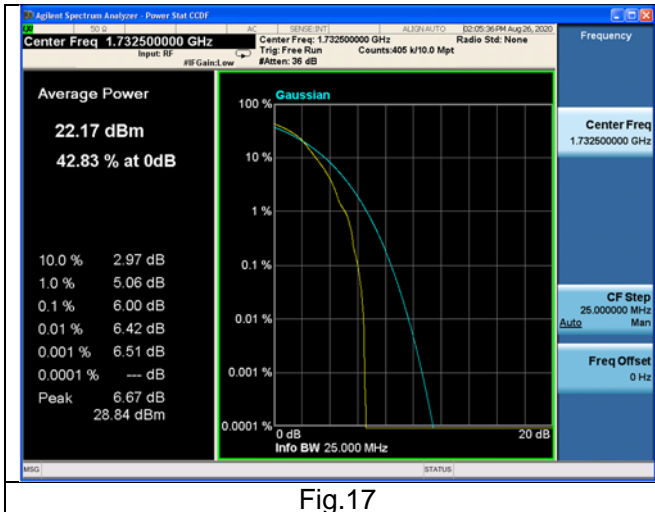 Agilent Spectrum Analyzer - Power Stat CCDF
50 Ω AC SENSE:INT ALIGN AUTO 02:05:36 PM Aug 26, 2020
Center Freq 1.732500000 GHz
Input: RF
#IFGain:Low
Center Freq: 1.732500000 GHz Radio Std: None
Trig: Free Run Counts:405 k/10.0 Mpt
#Atten: 36 dB
Frequency
Average Power
22.17 dBm
42.83 % at 0dB
10.0 % 2.97 dB
1.0 % 5.06 dB
0.1 % 6.00 dB
0.01 % 6.42 dB
0.001 % 6.51 dB
0.0001 % --- dB
Peak 6.67 dB
28.84 dBm
Gaussian
100 %
10 %
1 %
0.1 %
0.01 %
0.001 %
0.0001 %
0 dB 20 dB
Info BW 25.000 MHz
Center Freq
1.732500000 GHz
CF Step
25.000000 MHz
Auto Man
Freq Offset
0 Hz
MSG STATUS
Fig.17